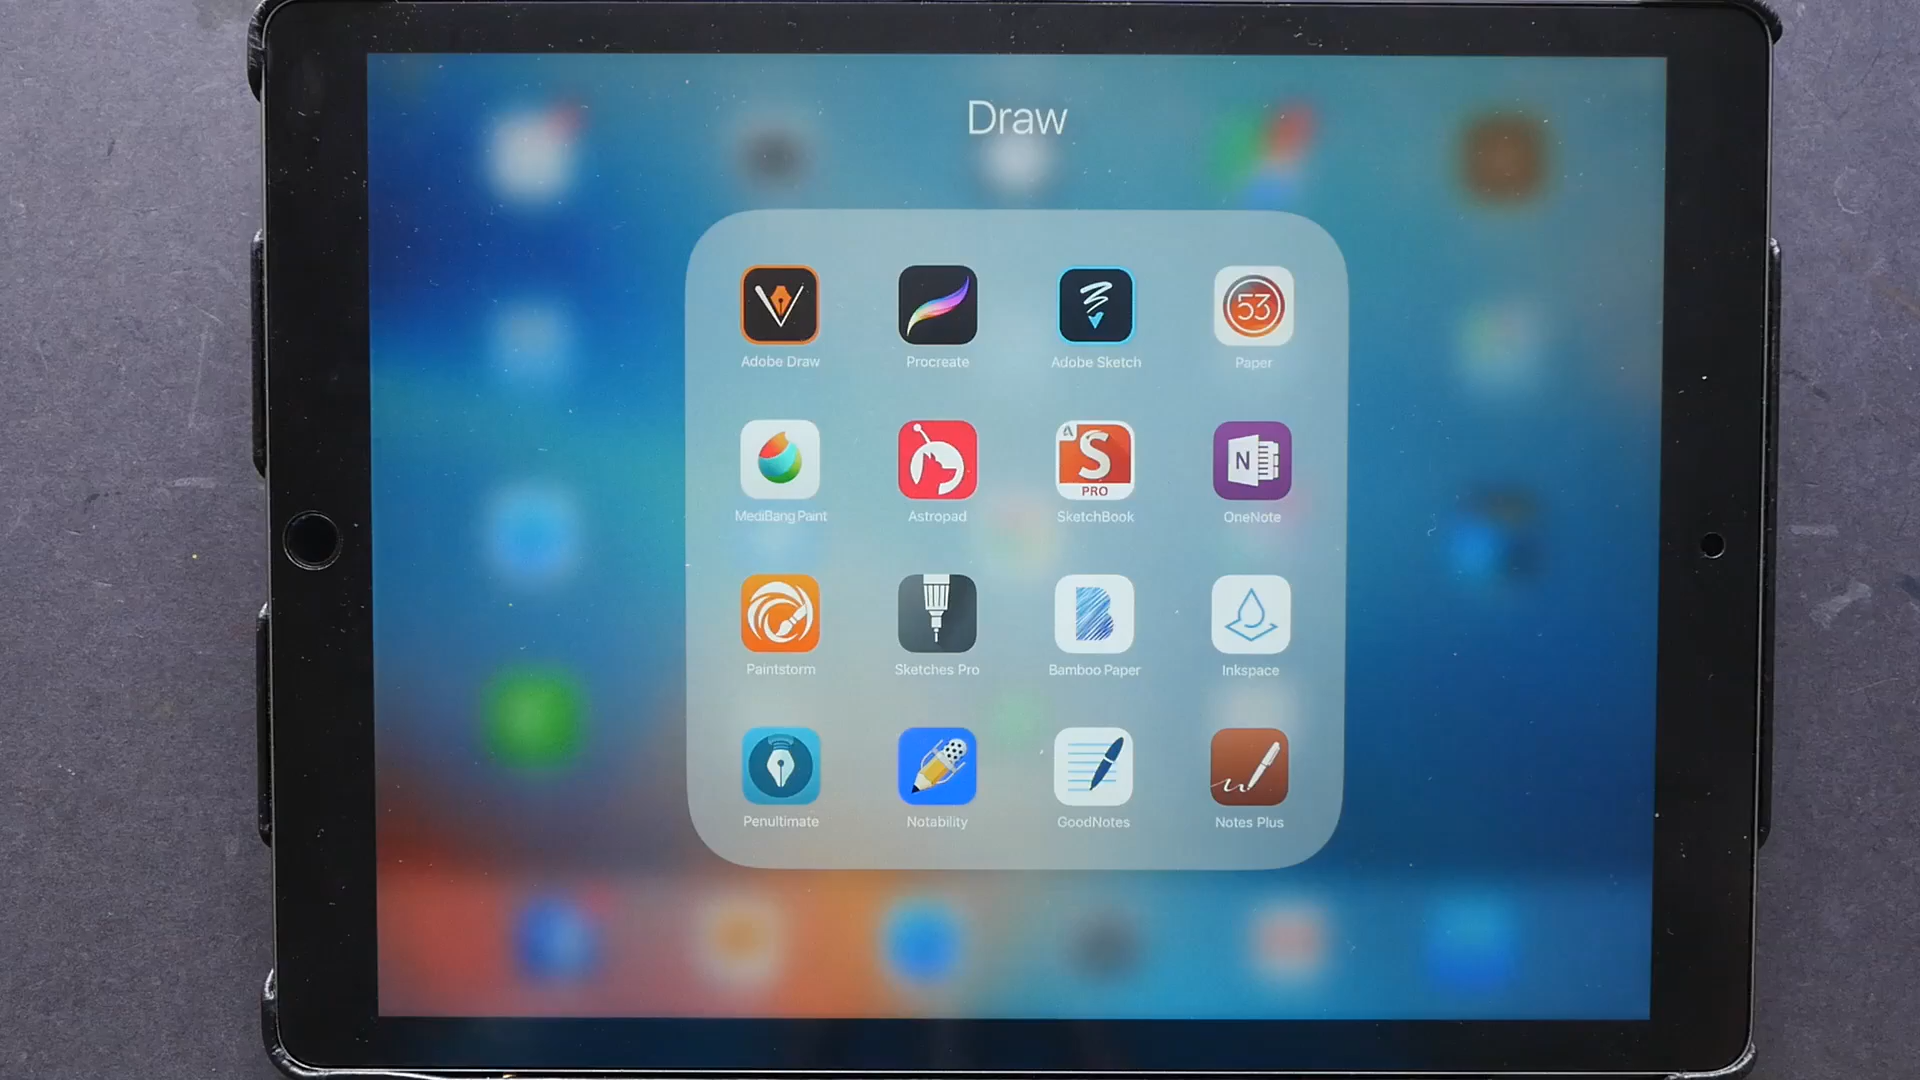 Draw
53
Adobe Draw Procreate Adobe Sketch Paper
A S PRO N
MediBang Paint Astropad SketchBook OneNote
B
Paintstorm Sketches Pro Bamboo Paper Inkspace
Penultimate Notability GoodNotes Notes Plus